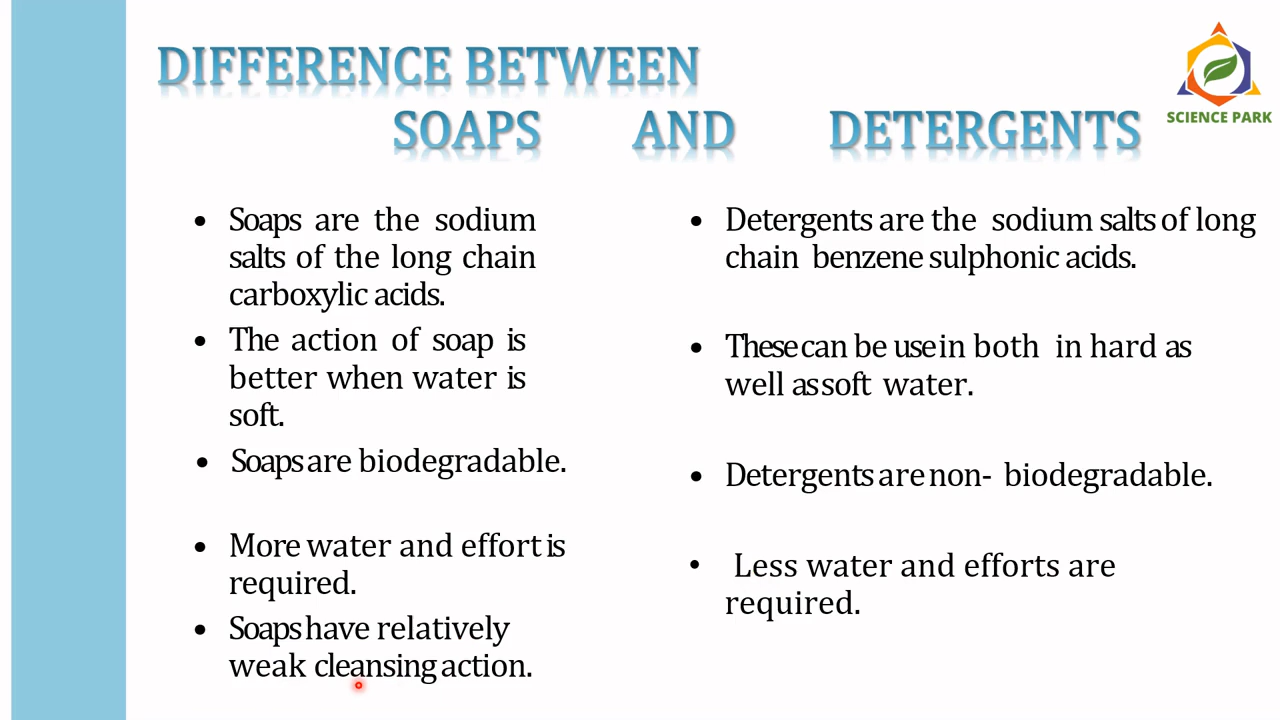 DIFFERENCE BETWEEN
SOAPS AND DETERGENTS
SCIENCE PARK
• Soaps are the sodium
salts of the long chain
carboxylic acids.
• The action of soap is
better when water is
soft.
• Soaps are biodegradable.
• More water and effort is
required.
• Soaps have relatively
weak cleansing action.
• Detergents are the sodium salts of long
chain benzene sulphonic acids.
• These can be use in both in hard as
well as soft water.
• Detergents are non- biodegradable.
• Less water and efforts are
required.